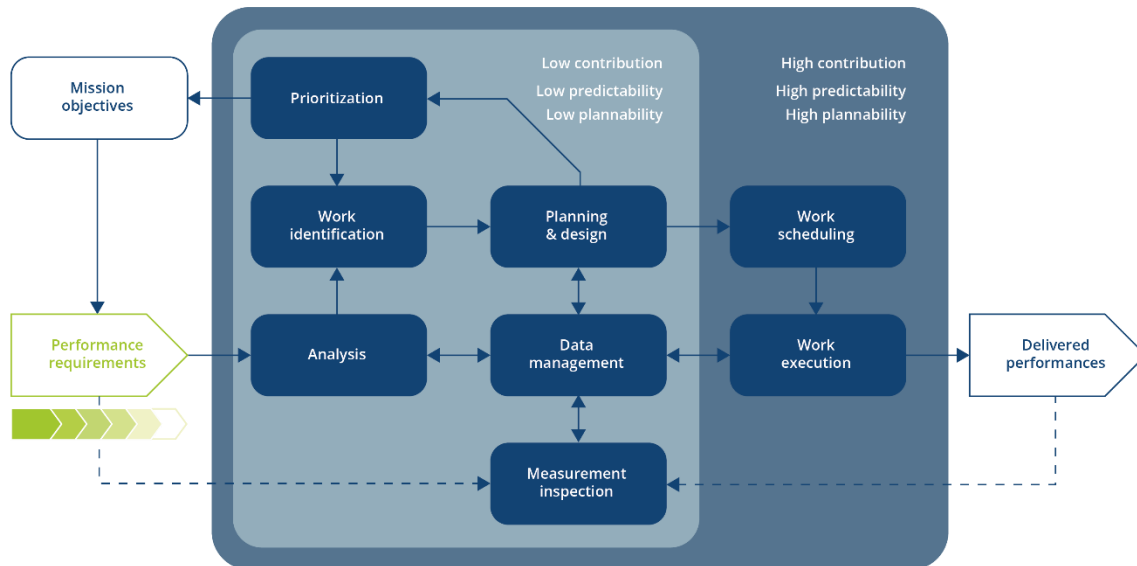 Mission
objectives
Prioritization
Low contribution
Low predictability
Low plannability
High contribution
High predictability
High plannability
Work
identification
Planning
& design
Work
scheduling
Performance
requirements
Analysis
Data
management
Work
execution
Delivered
performances
Measurement
inspection